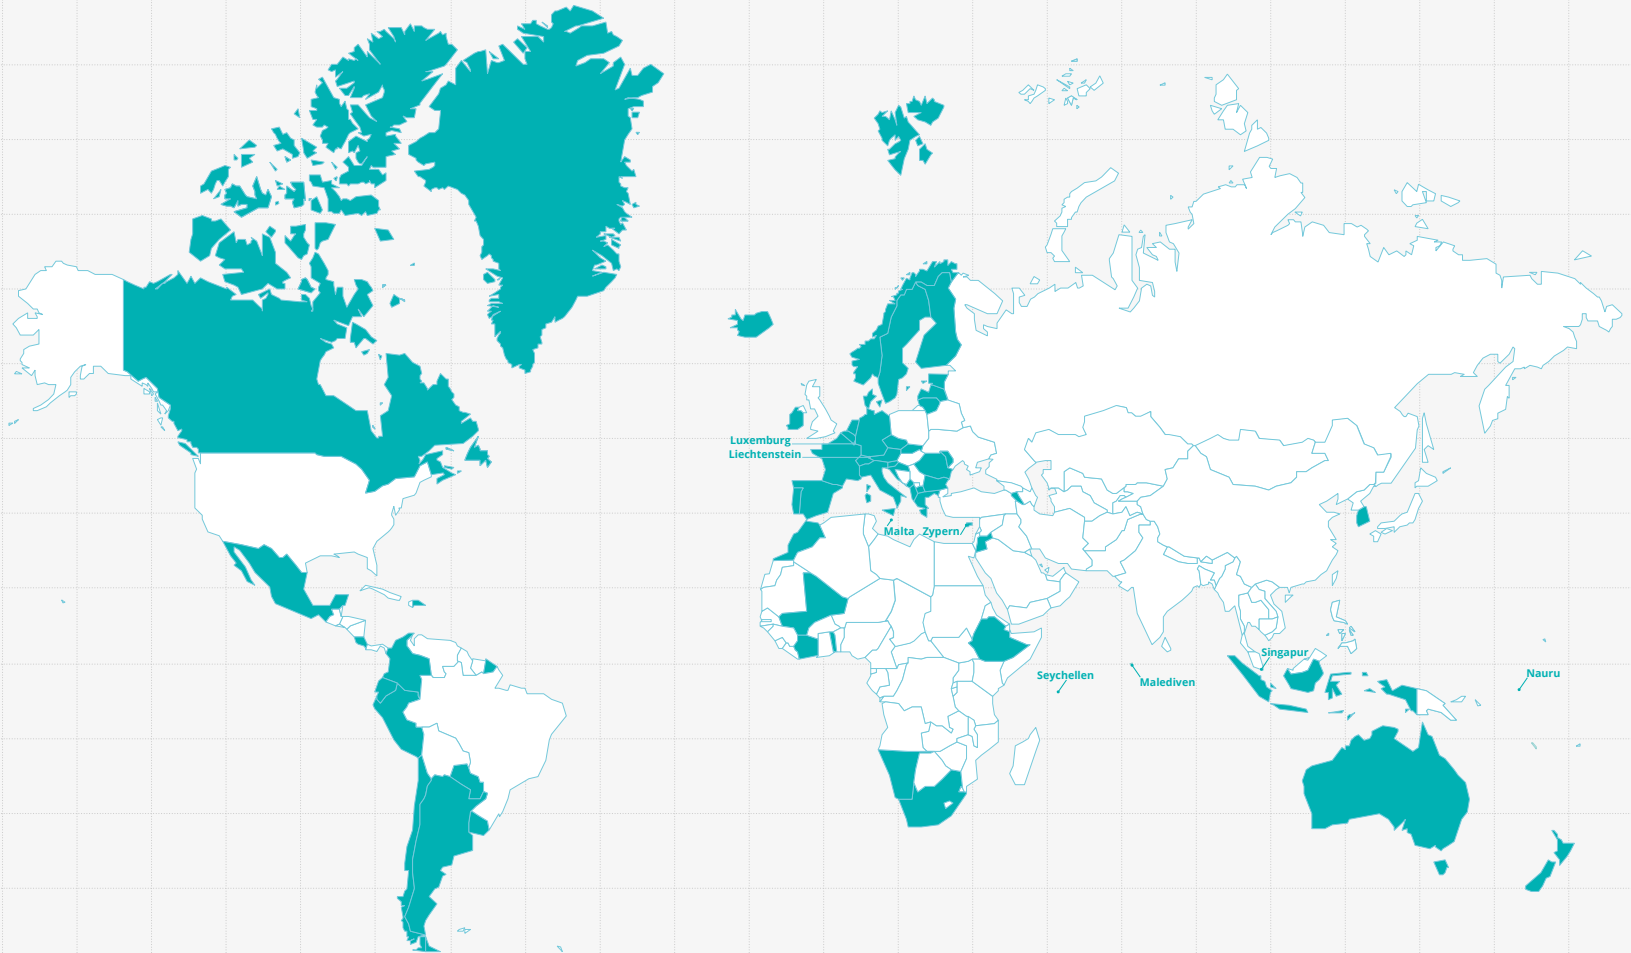 Luxemburg
Liechtenstein
Malta
Zypern
Seychellen
Malediven
Singapur
Nauru